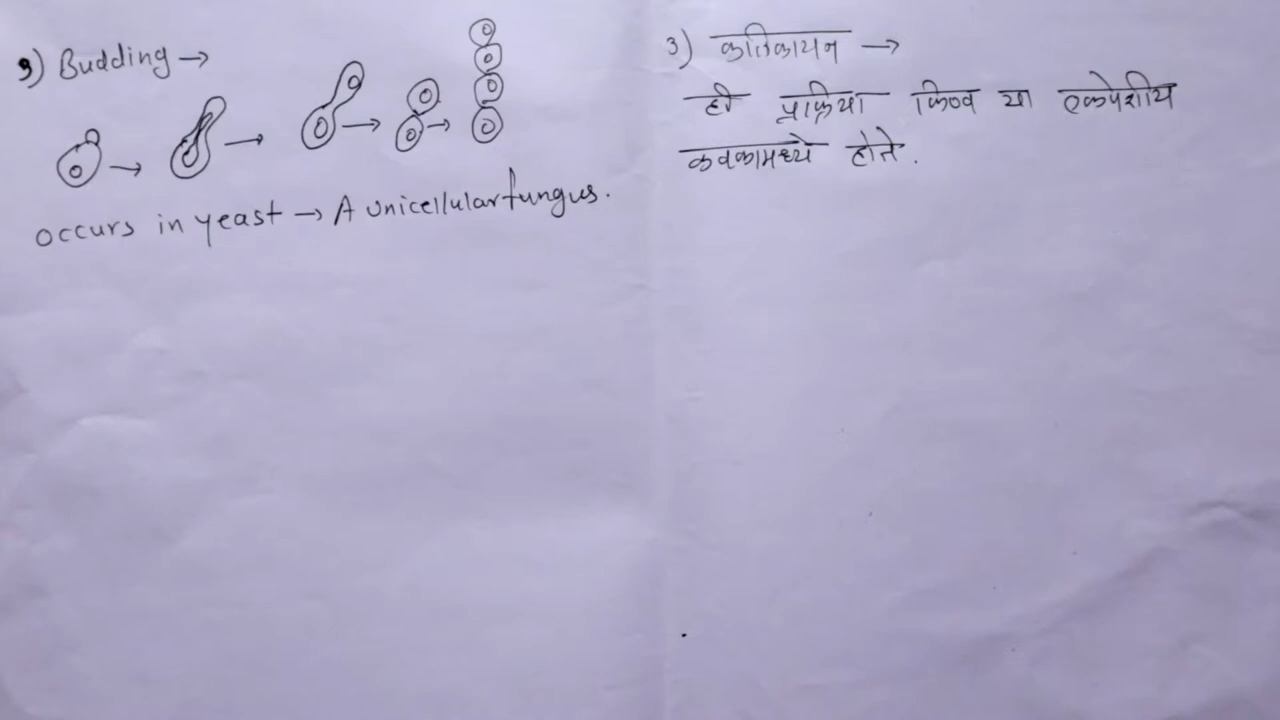 3) Budding →
occurs in yeast → A unicellular fungus.
3) कलिकायन →
ही प्रक्रिया किण्व या एकपेशीय
कवकामध्ये होते.